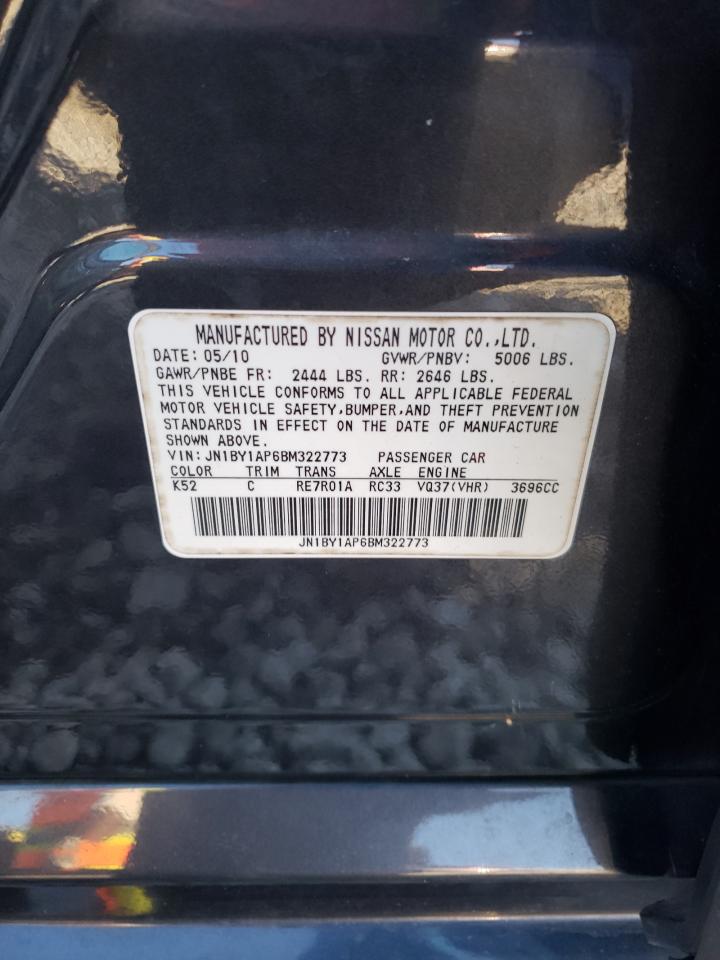 MANUFACTURED BY NISSAN MOTOR CO.,LTD.
DATE: 05/10 GVWR/PNBV: 5006 LBS.
GAWR/PNBE FR: 2444 LBS. RR: 2646 LBS.
THIS VEHICLE CONFORMS TO ALL APPLICABLE FEDERAL
MOTOR VEHICLE SAFETY,BUMPER,AND THEFT PREVENTION
STANDARDS IN EFFECT ON THE DATE OF MANUFACTURE
SHOWN ABOVE.
VIN: JN1BY1AP6BM322773 PASSENGER CAR
COLOR TRIM TRANS AXLE ENGINE
K52 C RE7R01A RC33 VQ37(VHR) 3696CC
JN1BY1AP6BM322773